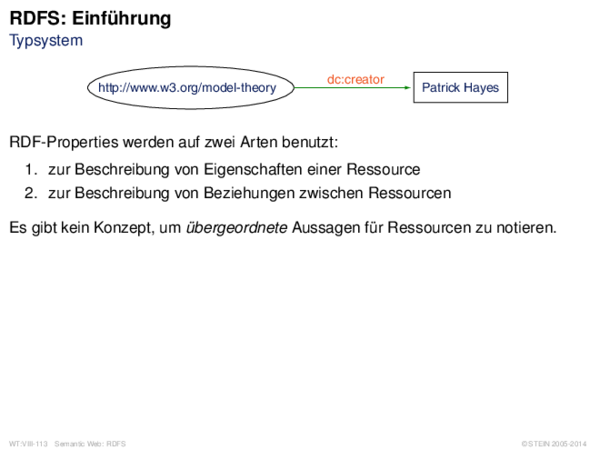 RDFS: Einführung
Typsystem
dc:creator
http://www.w3.org/model-theory
Patrick Hayes
RDF-Properties werden auf zwei Arten benutzt:
1. zur Beschreibung von Eigenschaften einer Ressource
2. zur Beschreibung von Beziehungen zwischen Ressourcen
Es gibt kein Konzept, um übergeordnete Aussagen für Ressourcen zu notieren.
WT:VIII-113 Semantic Web: RDFS
© STEIN 2005-2014